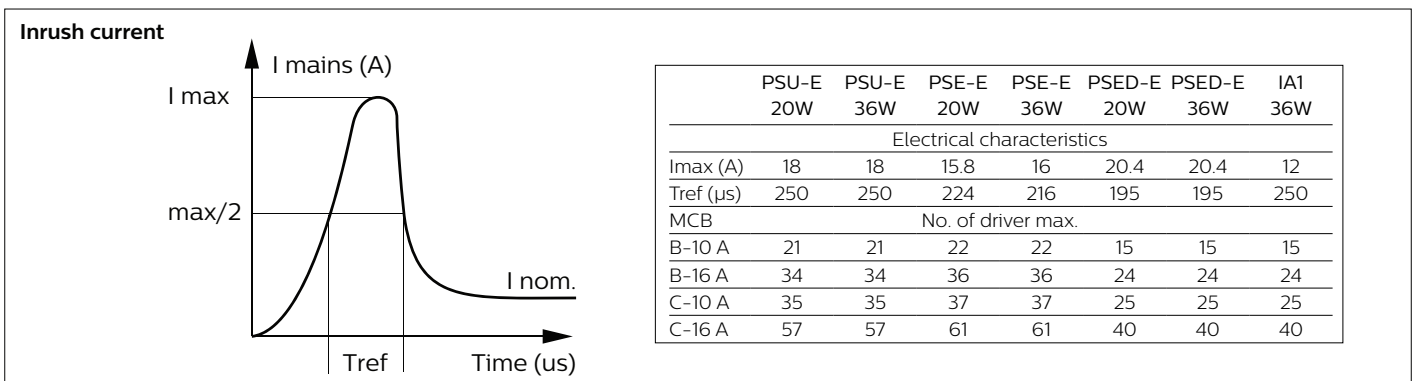 Inrush current
I mains (A)
I max
max/2
I nom.
Tref
Time (us)
PSU-E PSU-E PSE-E PSE-E PSED-E PSED-E IA1
20W 36W 20W 36W 20W 36W 36W
Electrical characteristics
Imax (A) 18 18 15.8 16 20.4 20.4 12
Tref (µs) 250 250 224 216 195 195 250
MCB No. of driver max.
B-10 A 21 21 22 22 15 15 15
B-16 A 34 34 36 36 24 24 24
C-10 A 35 35 37 37 25 25 25
C-16 A 57 57 61 61 40 40 40